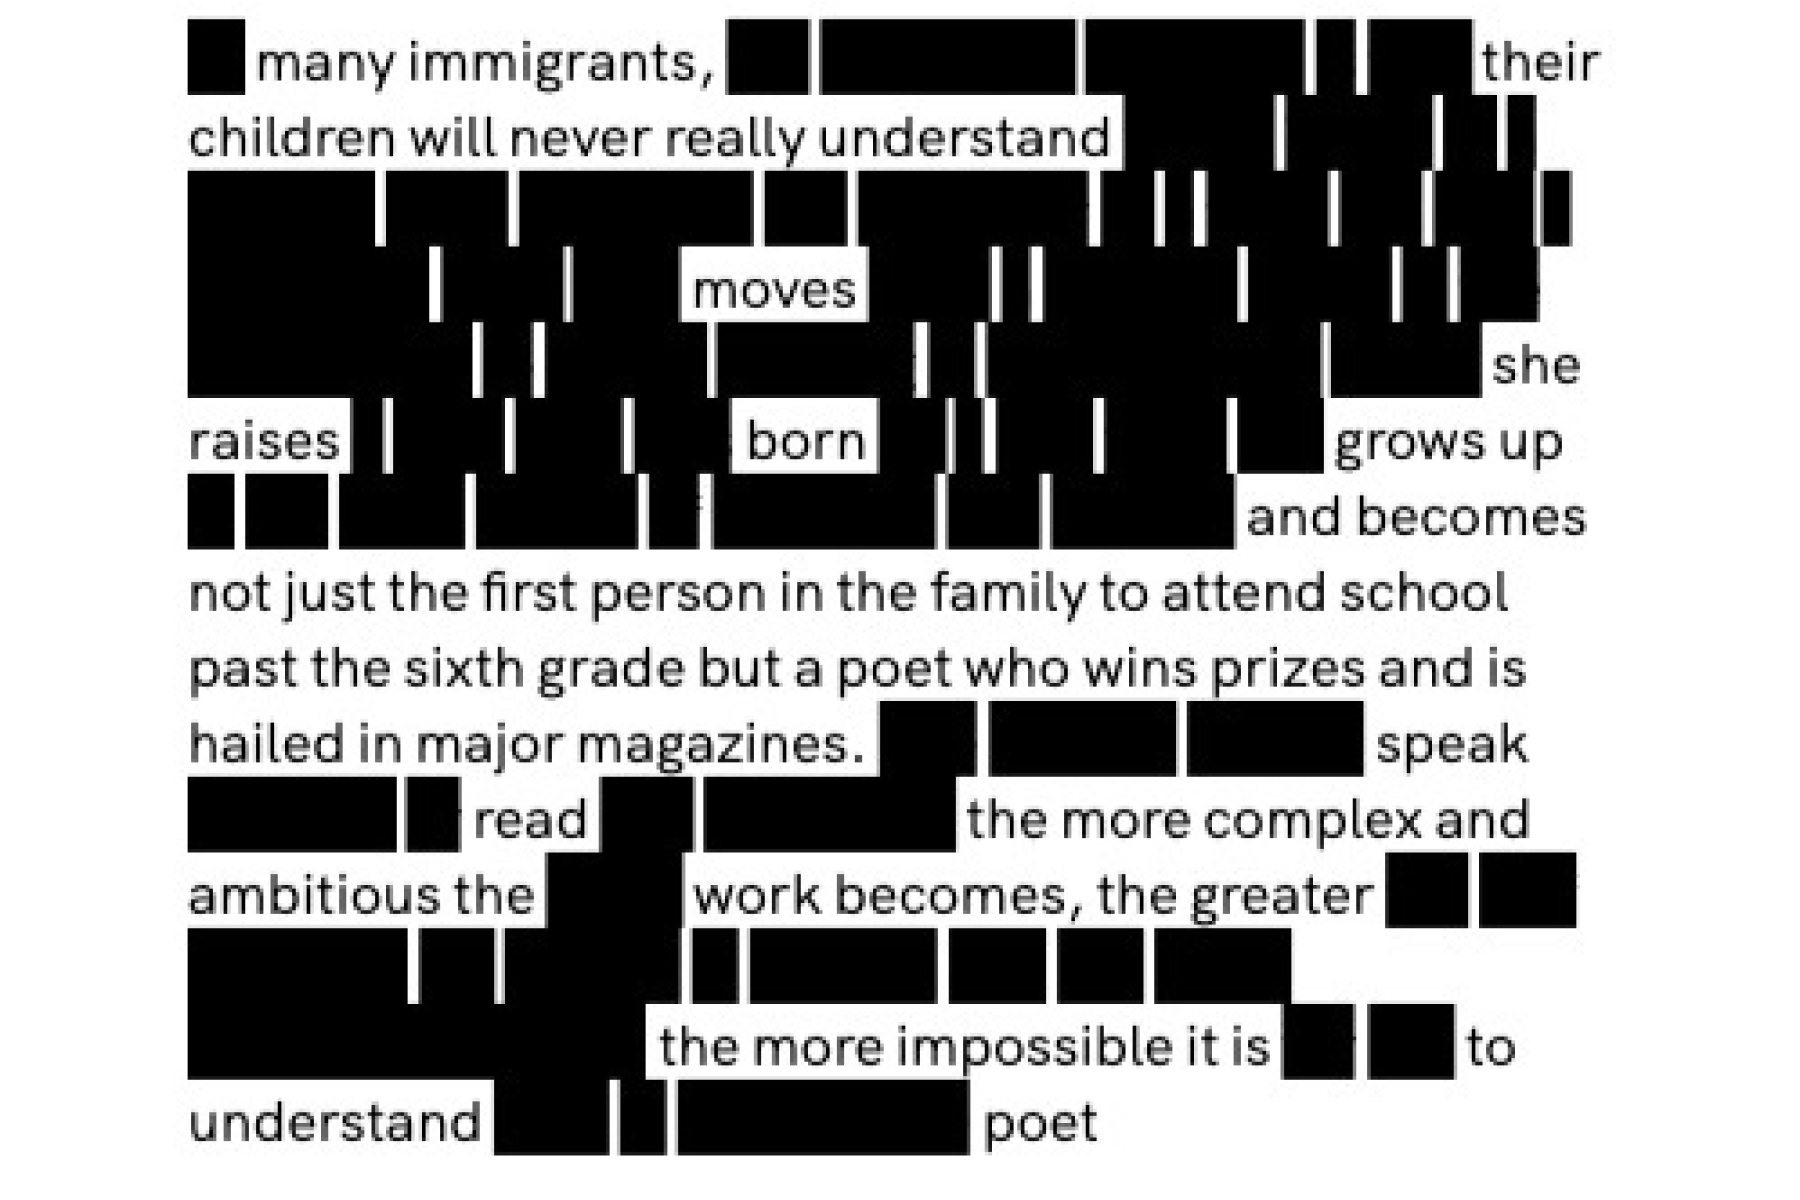 many immigrants, their
children will never really understand
moves
she
raises born grows up
and becomes
not just the first person in the family to attend school
past the sixth grade but a poet who wins prizes and is
hailed in major magazines. speak
read the more complex and
ambitious the work becomes, the greater
the more impossible it is to
understand poet